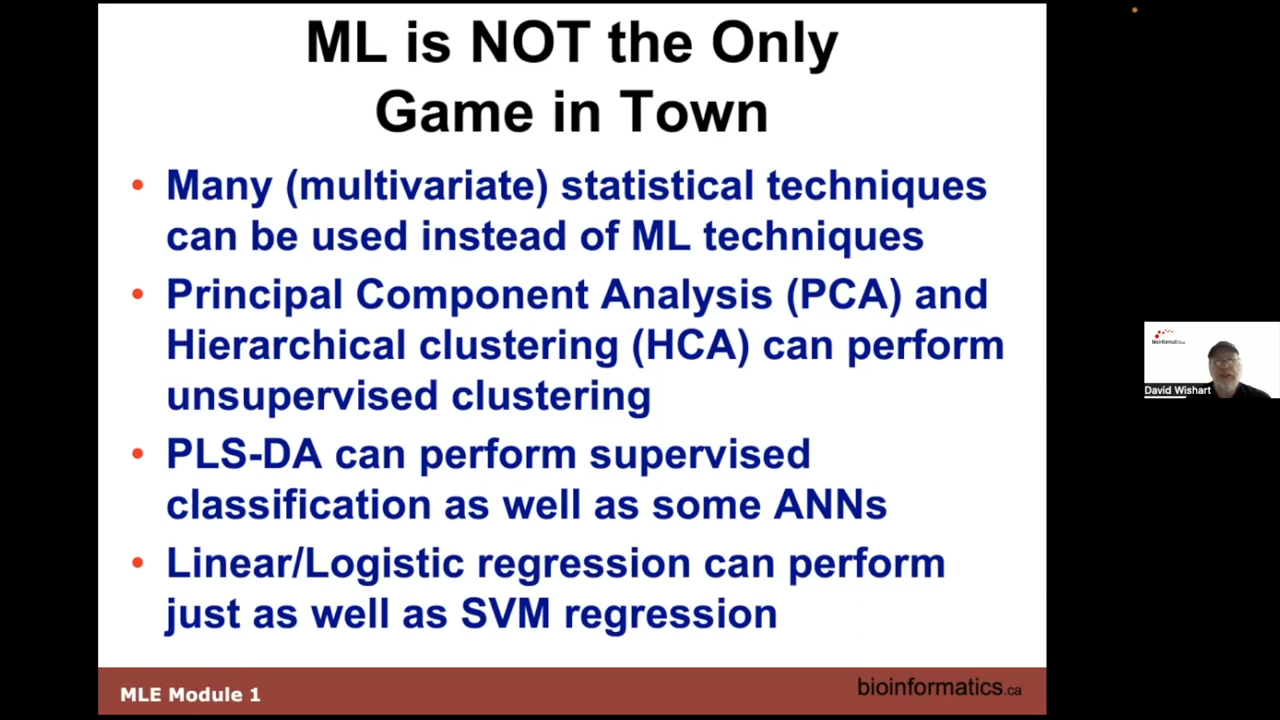 ML is NOT the Only
Game in Town
• Many (multivariate) statistical techniques
can be used instead of ML techniques
• Principal Component Analysis (PCA) and
Hierarchical clustering (HCA) can perform
unsupervised clustering
• PLS-DA can perform supervised
classification as well as some ANNs
• Linear/Logistic regression can perform
just as well as SVM regression
MLE Module 1
bioinformatics.ca
bioinformatics.ca
David Wishart